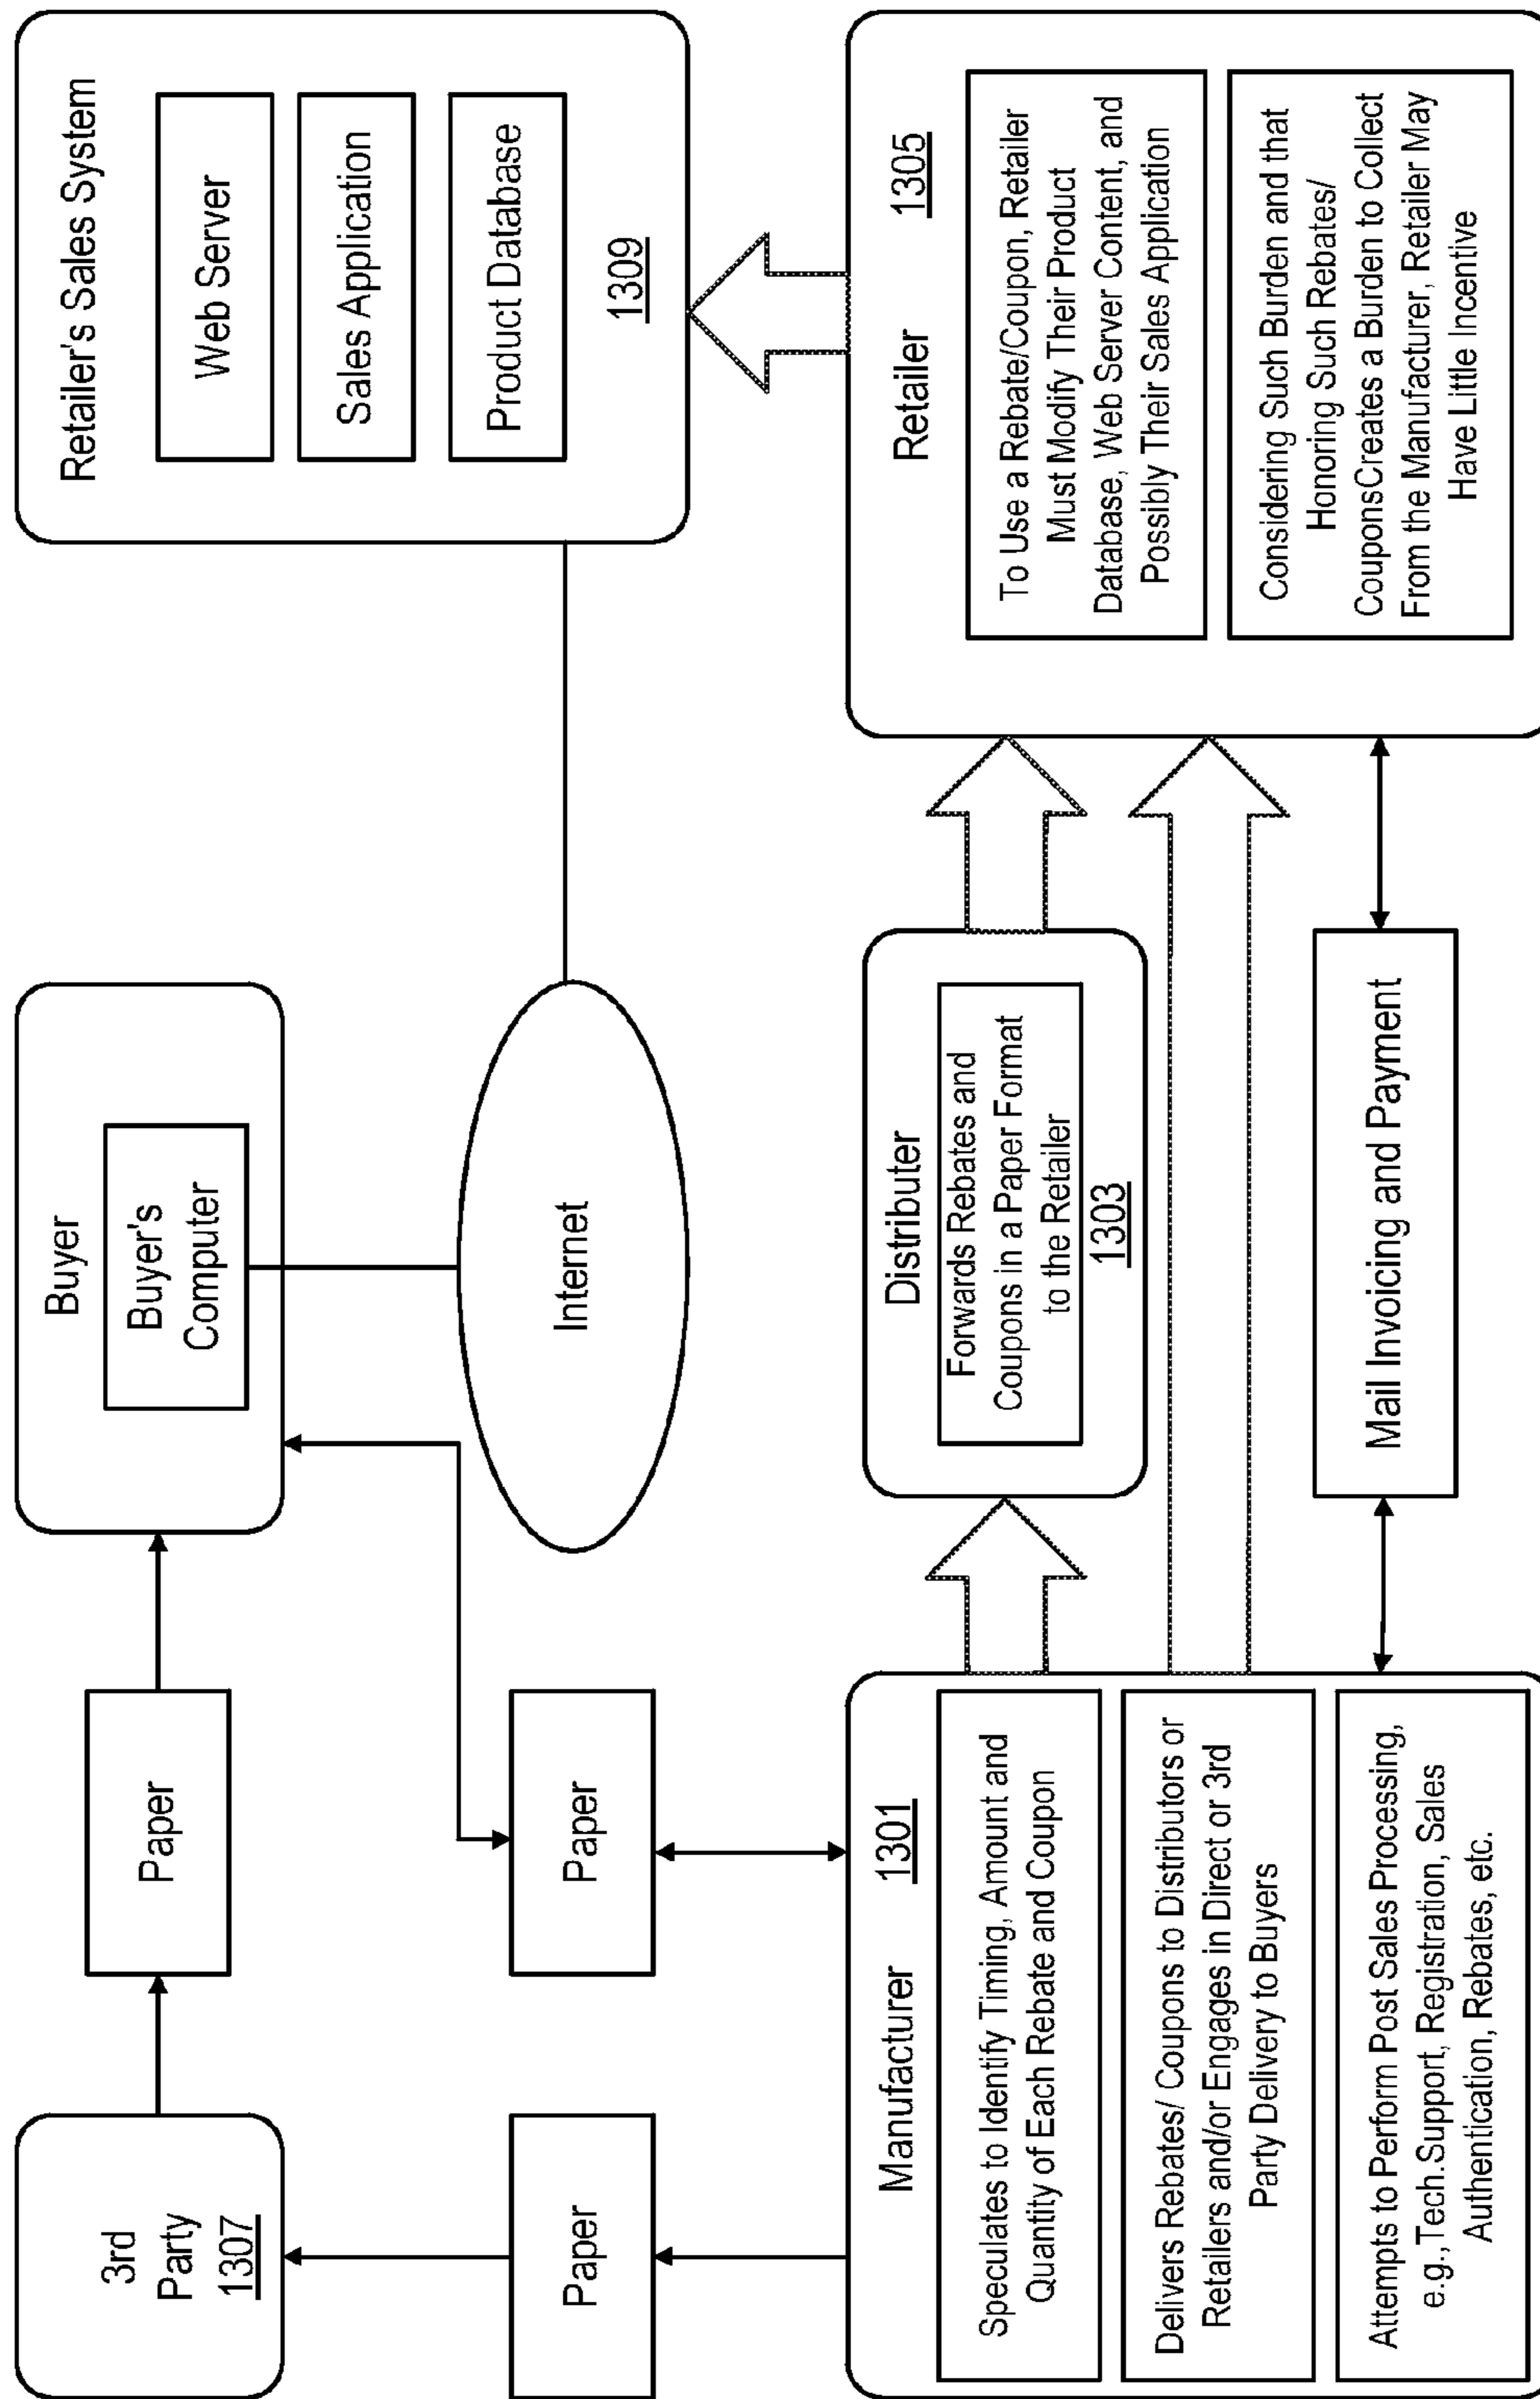 3rd
Party
1307
Paper
Buyer
Buyer's
Computer
Retailer's Sales System
Web Server
Sales Application
Product Database
1309
Paper
Paper
Internet
Manufacturer
1301
Speculates to Identify Timing, Amount and
Quantity of Each Rebate and Coupon
Delivers Rebates/ Coupons to Distributors or
Retailers and/or Engages in Direct or 3rd
Party Delivery to Buyers
Attempts to Perform Post Sales Processing,
e.g.,Tech.Support, Registration, Sales
Authentication, Rebates, etc.
Distributer
Forwards Rebates and
Coupons in a Paper Format
to the Retailer
1303
Mail Invoicing and Payment
Retailer
1305
To Use a Rebate/Coupon, Retailer
Must Modify Their Product
Database, Web Server Content, and
Possibly Their Sales Application
Considering Such Burden and that
Honoring Such Rebates/
CouponsCreates a Burden to Collect
From the Manufacturer, Retailer May
Have Little Incentive